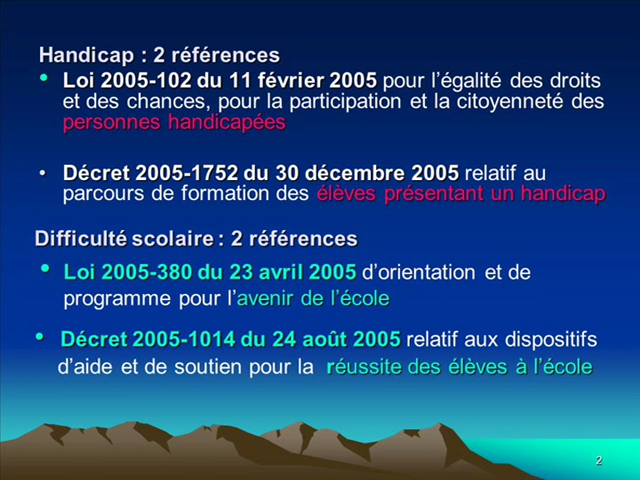 Handicap : 2 références
• Loi 2005-102 du 11 février 2005 pour l’égalité des droits
et des chances, pour la participation et la citoyenneté des
personnes handicapées
• Décret 2005-1752 du 30 décembre 2005 relatif au
parcours de formation des élèves présentant un handicap
Difficulté scolaire : 2 références
• Loi 2005-380 du 23 avril 2005 d’orientation et de
programme pour l’avenir de l’école
• Décret 2005-1014 du 24 août 2005 relatif aux dispositifs
d’aide et de soutien pour la réussite des élèves à l’école
2